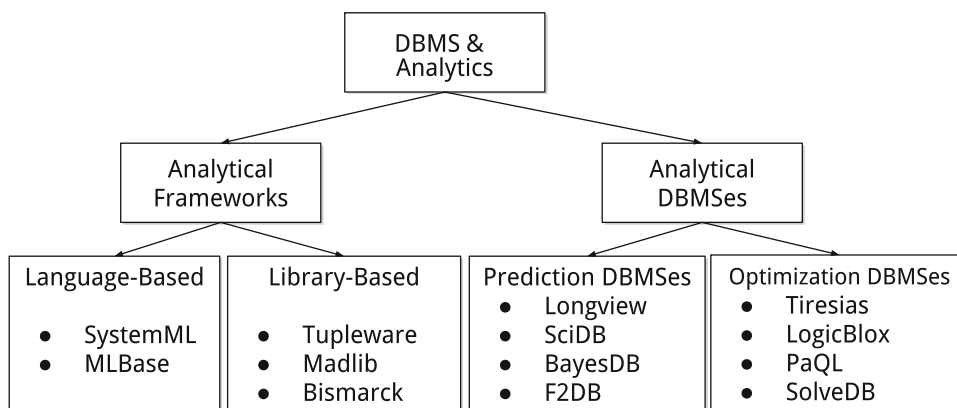 DBMS &
Analytics
Analytical
Frameworks
Analytical
DBMSes
Language-Based
● SystemML
● MLBase
Library-Based
● Tupleware
● Madlib
● Bismarck
Prediction DBMSes
● Longview
● SciDB
● BayesDB
● F2DB
Optimization DBMSes
● Tiresias
● LogicBlox
● PaQL
● SolveDB